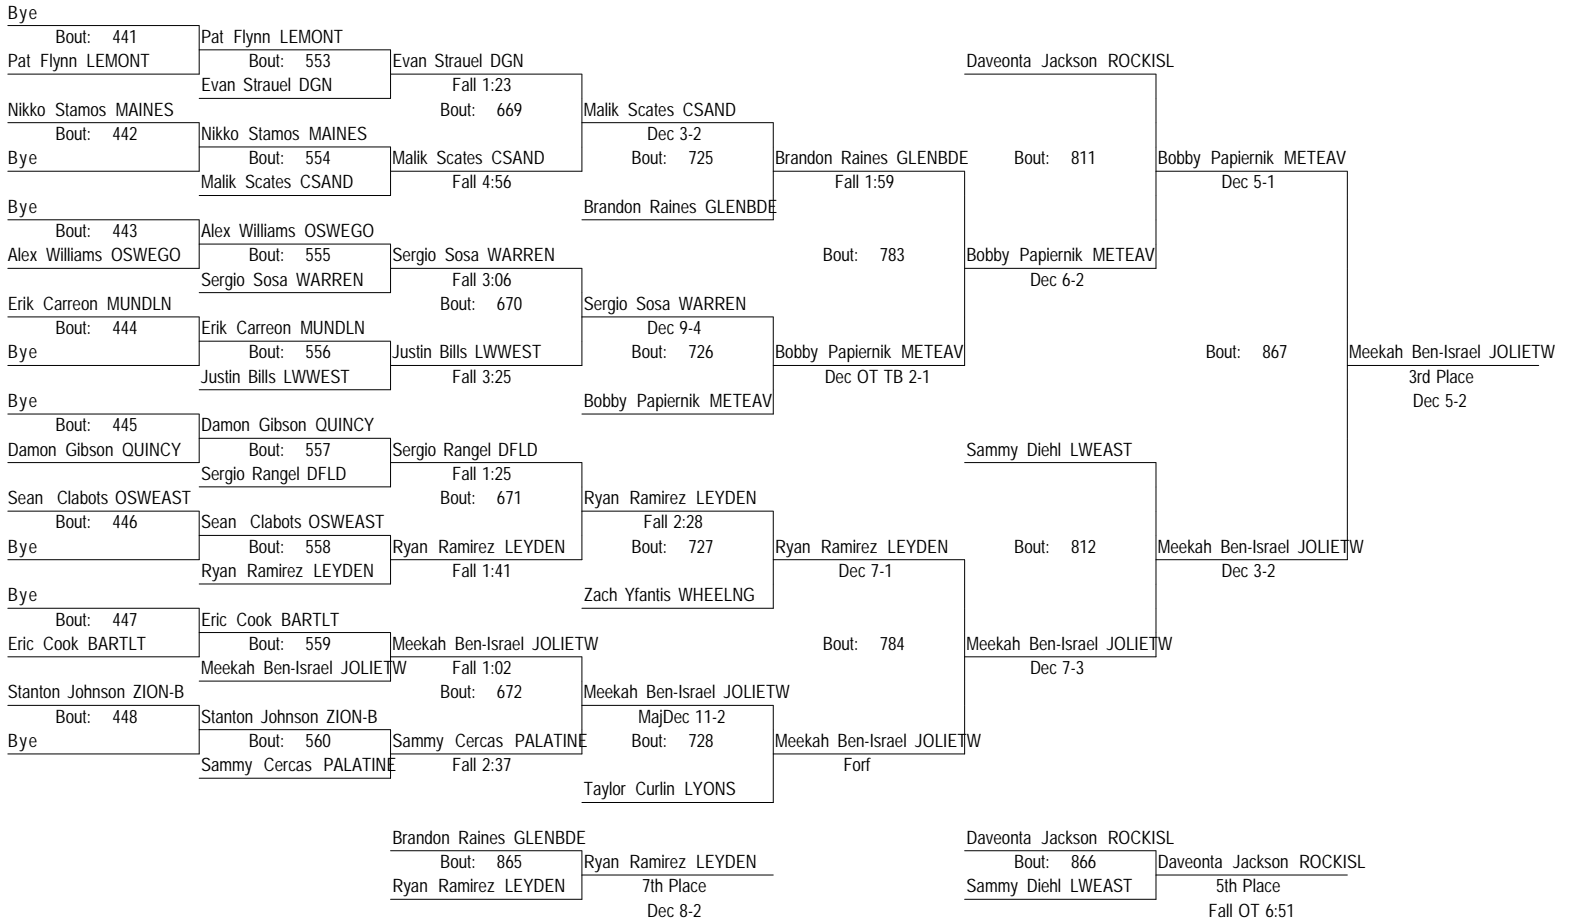 Bye
Bout: 441 Pat Flynn LEMONT
Pat Flynn LEMONT Bout: 553 Evan Strauel DGN Daveonta Jackson ROCKISL
Evan Strauel DGN Fall 1:23
Nikko Stamos MAINES Bout: 669 Malik Scates CSAND
Bout: 442 Nikko Stamos MAINES Dec 3-2
Bye Bout: 554 Malik Scates CSAND Bout: 725 Brandon Raines GLENBDE Bout: 811 Bobby Papiernik METEAV
Malik Scates CSAND Fall 4:56 Fall 1:59 Dec 5-1
Bye Brandon Raines GLENBDE
Bout: 443 Alex Williams OSWEGO
Alex Williams OSWEGO Bout: 555 Sergio Sosa WARREN Bout: 783 Bobby Papiernik METEAV
Sergio Sosa WARREN Fall 3:06 Dec 6-2
Erik Carreon MUNDLN Bout: 670 Sergio Sosa WARREN
Bout: 444 Erik Carreon MUNDLN Dec 9-4
Bye Bout: 556 Justin Bills LWWEST Bout: 726 Bobby Papiernik METEAV Bout: 867 Meekah Ben-Israel JOLIETW
Justin Bills LWWEST Fall 3:25 Dec OT TB 2-1 3rd Place
Bye Bobby Papiernik METEAV Dec 5-2
Bout: 445 Damon Gibson QUINCY
Damon Gibson QUINCY Bout: 557 Sergio Rangel DFLD Sammy Diehl LWEAST
Sergio Rangel DFLD Fall 1:25
Sean Clabots OSWEAST Bout: 671 Ryan Ramirez LEYDEN
Bout: 446 Sean Clabots OSWEAST Fall 2:28
Bye Bout: 558 Ryan Ramirez LEYDEN Bout: 727 Ryan Ramirez LEYDEN Bout: 812 Meekah Ben-Israel JOLIETW
Ryan Ramirez LEYDEN Fall 1:41 Dec 7-1 Dec 3-2
Bye Zach Yfantis WHEELNG
Bout: 447 Eric Cook BARTLT
Eric Cook BARTLT Bout: 559 Meekah Ben-Israel JOLIETW Bout: 784 Meekah Ben-Israel JOLIETW
Meekah Ben-Israel JOLIETW Fall 1:02 Dec 7-3
Stanton Johnson ZION-B Bout: 672 Meekah Ben-Israel JOLIETW
Bout: 448 Stanton Johnson ZION-B MajDec 11-2
Bye Bout: 560 Sammy Cercas PALATINE Bout: 728 Meekah Ben-Israel JOLIETW
Sammy Cercas PALATINE Fall 2:37 Forf
Taylor Curlin LYONS
Brandon Raines GLENBDE Daveonta Jackson ROCKISL
Bout: 865 Ryan Ramirez LEYDEN Bout: 866 Daveonta Jackson ROCKISL
Ryan Ramirez LEYDEN 7th Place Sammy Diehl LWEAST 5th Place
Dec 8-2 Fall OT 6:51